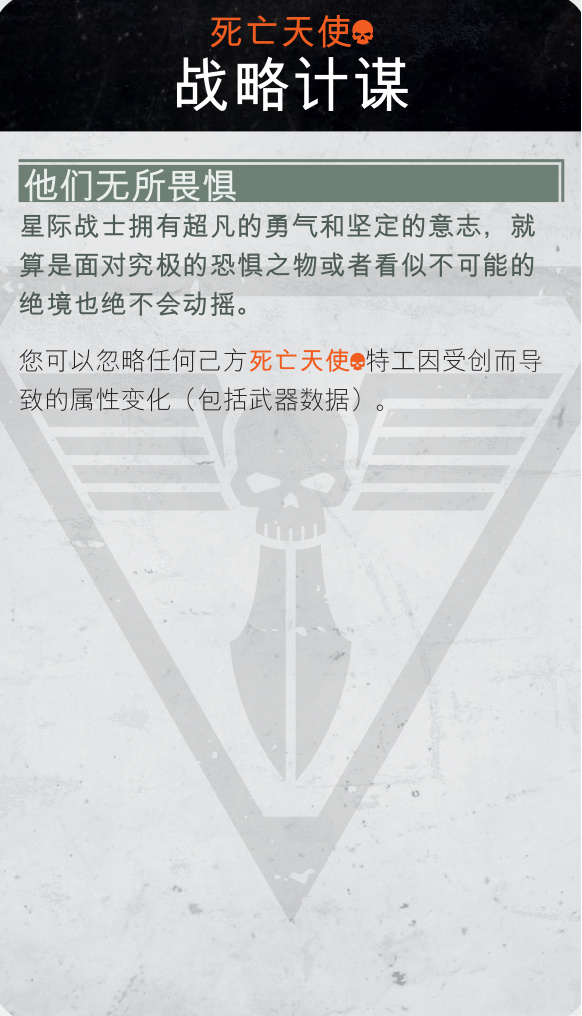 死亡天使
战略计谋
他们无所畏惧
星际战士拥有超凡的勇气和坚定的意志，就
算是面对究极的恐惧之物或者看似不可能的
绝境也绝不会动摇。
您可以忽略任何己方死亡天使特工因受创而导
致的属性变化（包括武器数据）。